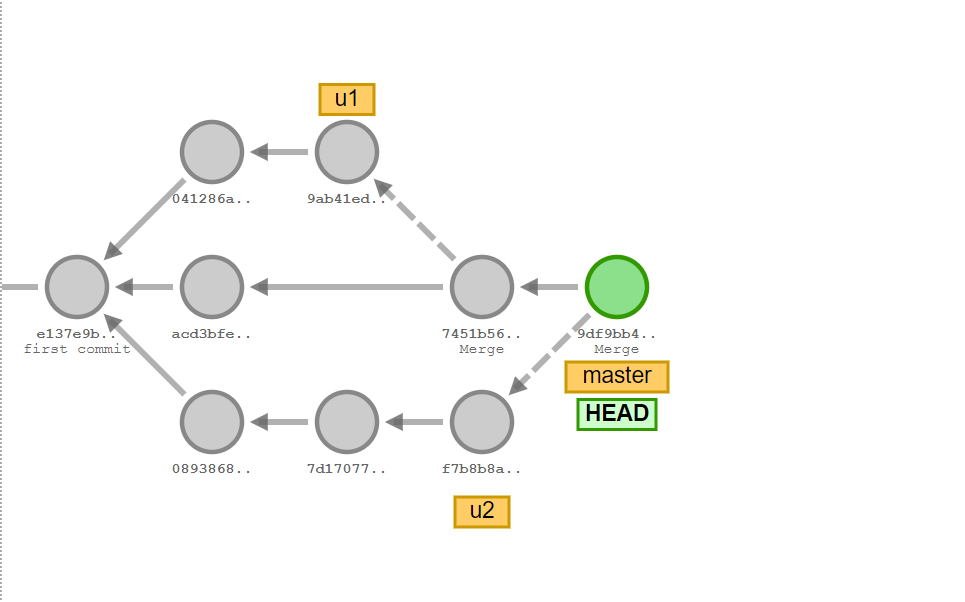 u1
041286a..
9ab41ed..
e137e9b..
first commit
acd3bfe..
7451b56..
Merge
9df9bb4..
Merge
master
HEAD
0893868..
7d17077..
f7b8b8a..
u2